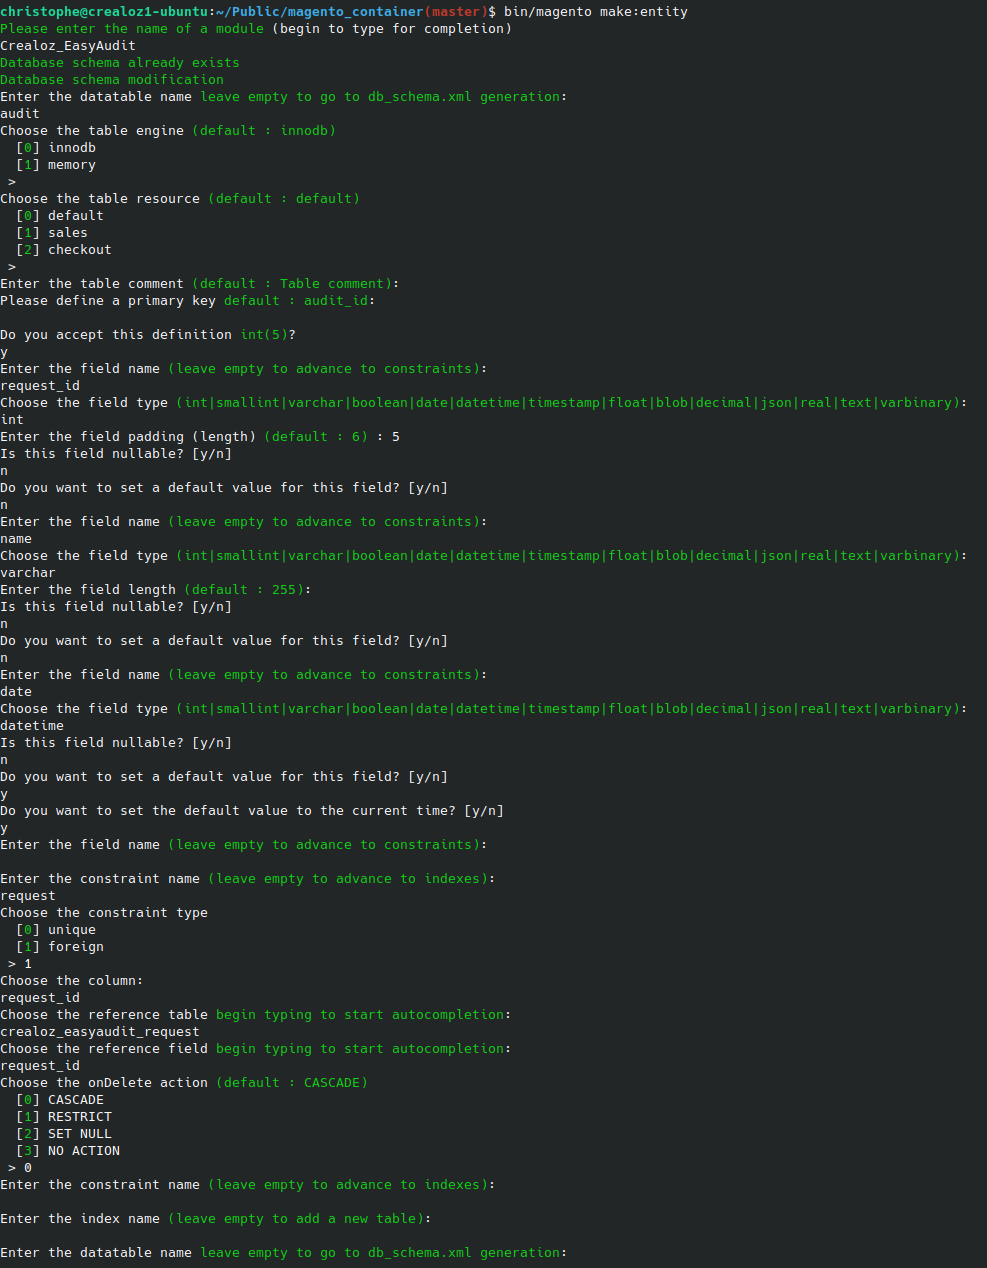 christophe@crealoz1-ubuntu:~/Public/magento_container(master)$ bin/magento make:entity
Please enter the name of a module (begin to type for completion)
Crealoz_EasyAudit
Database schema already exists
Database schema modification
Enter the datatable name leave empty to go to db_schema.xml generation:
audit
Choose the table engine (default : innodb)
  [0] innodb
  [1] memory
 >
Choose the table resource (default : default)
  [0] default
  [1] sales
  [2] checkout
 >
Enter the table comment (default : Table comment):
Please define a primary key default : audit_id:

Do you accept this definition int(5)?
y
Enter the field name (leave empty to advance to constraints):
request_id
Choose the field type (int|smallint|varchar|boolean|date|datetime|timestamp|float|blob|decimal|json|real|text|varbinary):
int
Enter the field padding (length) (default : 6) : 5
Is this field nullable? [y/n]
n
Do you want to set a default value for this field? [y/n]
n
Enter the field name (leave empty to advance to constraints):
name
Choose the field type (int|smallint|varchar|boolean|date|datetime|timestamp|float|blob|decimal|json|real|text|varbinary):
varchar
Enter the field length (default : 255):
Is this field nullable? [y/n]
n
Do you want to set a default value for this field? [y/n]
n
Enter the field name (leave empty to advance to constraints):
date
Choose the field type (int|smallint|varchar|boolean|date|datetime|timestamp|float|blob|decimal|json|real|text|varbinary):
datetime
Is this field nullable? [y/n]
n
Do you want to set a default value for this field? [y/n]
y
Do you want to set the default value to the current time? [y/n]
y
Enter the field name (leave empty to advance to constraints):

Enter the constraint name (leave empty to advance to indexes):
request
Choose the constraint type
  [0] unique
  [1] foreign
 > 1
Choose the column:
request_id
Choose the reference table begin typing to start autocompletion:
crealoz_easyaudit_request
Choose the reference field begin typing to start autocompletion:
request_id
Choose the onDelete action (default : CASCADE)
  [0] CASCADE
  [1] RESTRICT
  [2] SET NULL
  [3] NO ACTION
 > 0
Enter the constraint name (leave empty to advance to indexes):

Enter the index name (leave empty to add a new table):

Enter the datatable name leave empty to go to db_schema.xml generation: